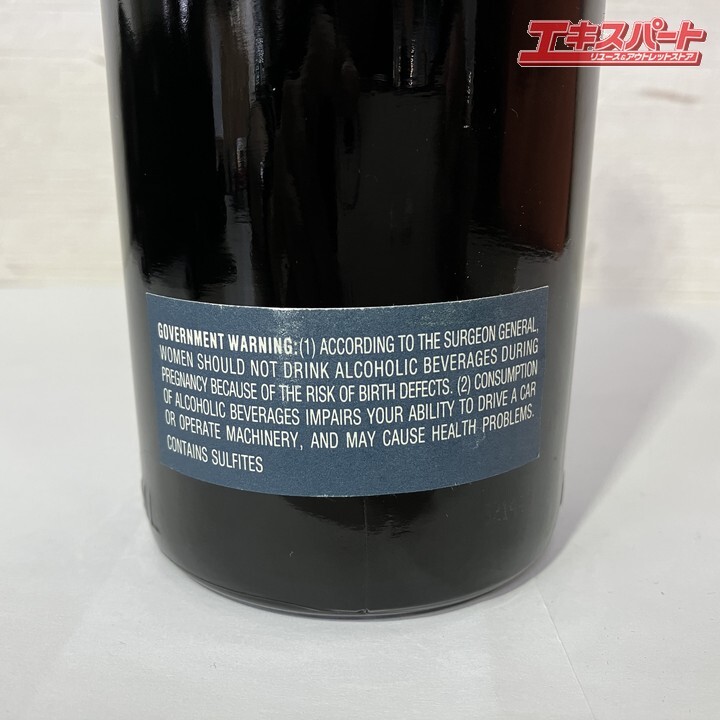 エキスパート
リユース&アウトレットストア
GOVERNMENT WARNING:(1) ACCORDING TO THE SURGEON GENERAL,
WOMEN SHOULD NOT DRINK ALCOHOLIC BEVERAGES DURING
PREGNANCY BECAUSE OF THE RISK OF BIRTH DEFECTS. (2) CONSUMPTION
OF ALCOHOLIC BEVERAGES IMPAIRS YOUR ABILITY TO DRIVE A CAR
OR OPERATE MACHINERY, AND MAY CAUSE HEALTH PROBLEMS.
CONTAINS SULFITES